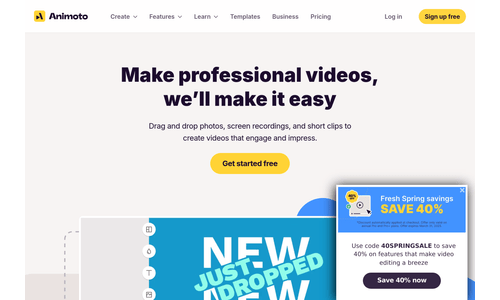 Animoto
Create
Features
Learn
Templates
Business
Pricing
Log in
Sign up free
Make professional videos,
we’ll make it easy
Drag and drop photos, screen recordings, and short clips to
create videos that engage and impress.
Get started free
Fresh Spring savings
SAVE 40%
Use code 40SPRINGSALE to save
40% on features that make video
editing a breeze
Save 40% now
NEW
JUST
DROPPED
NEW